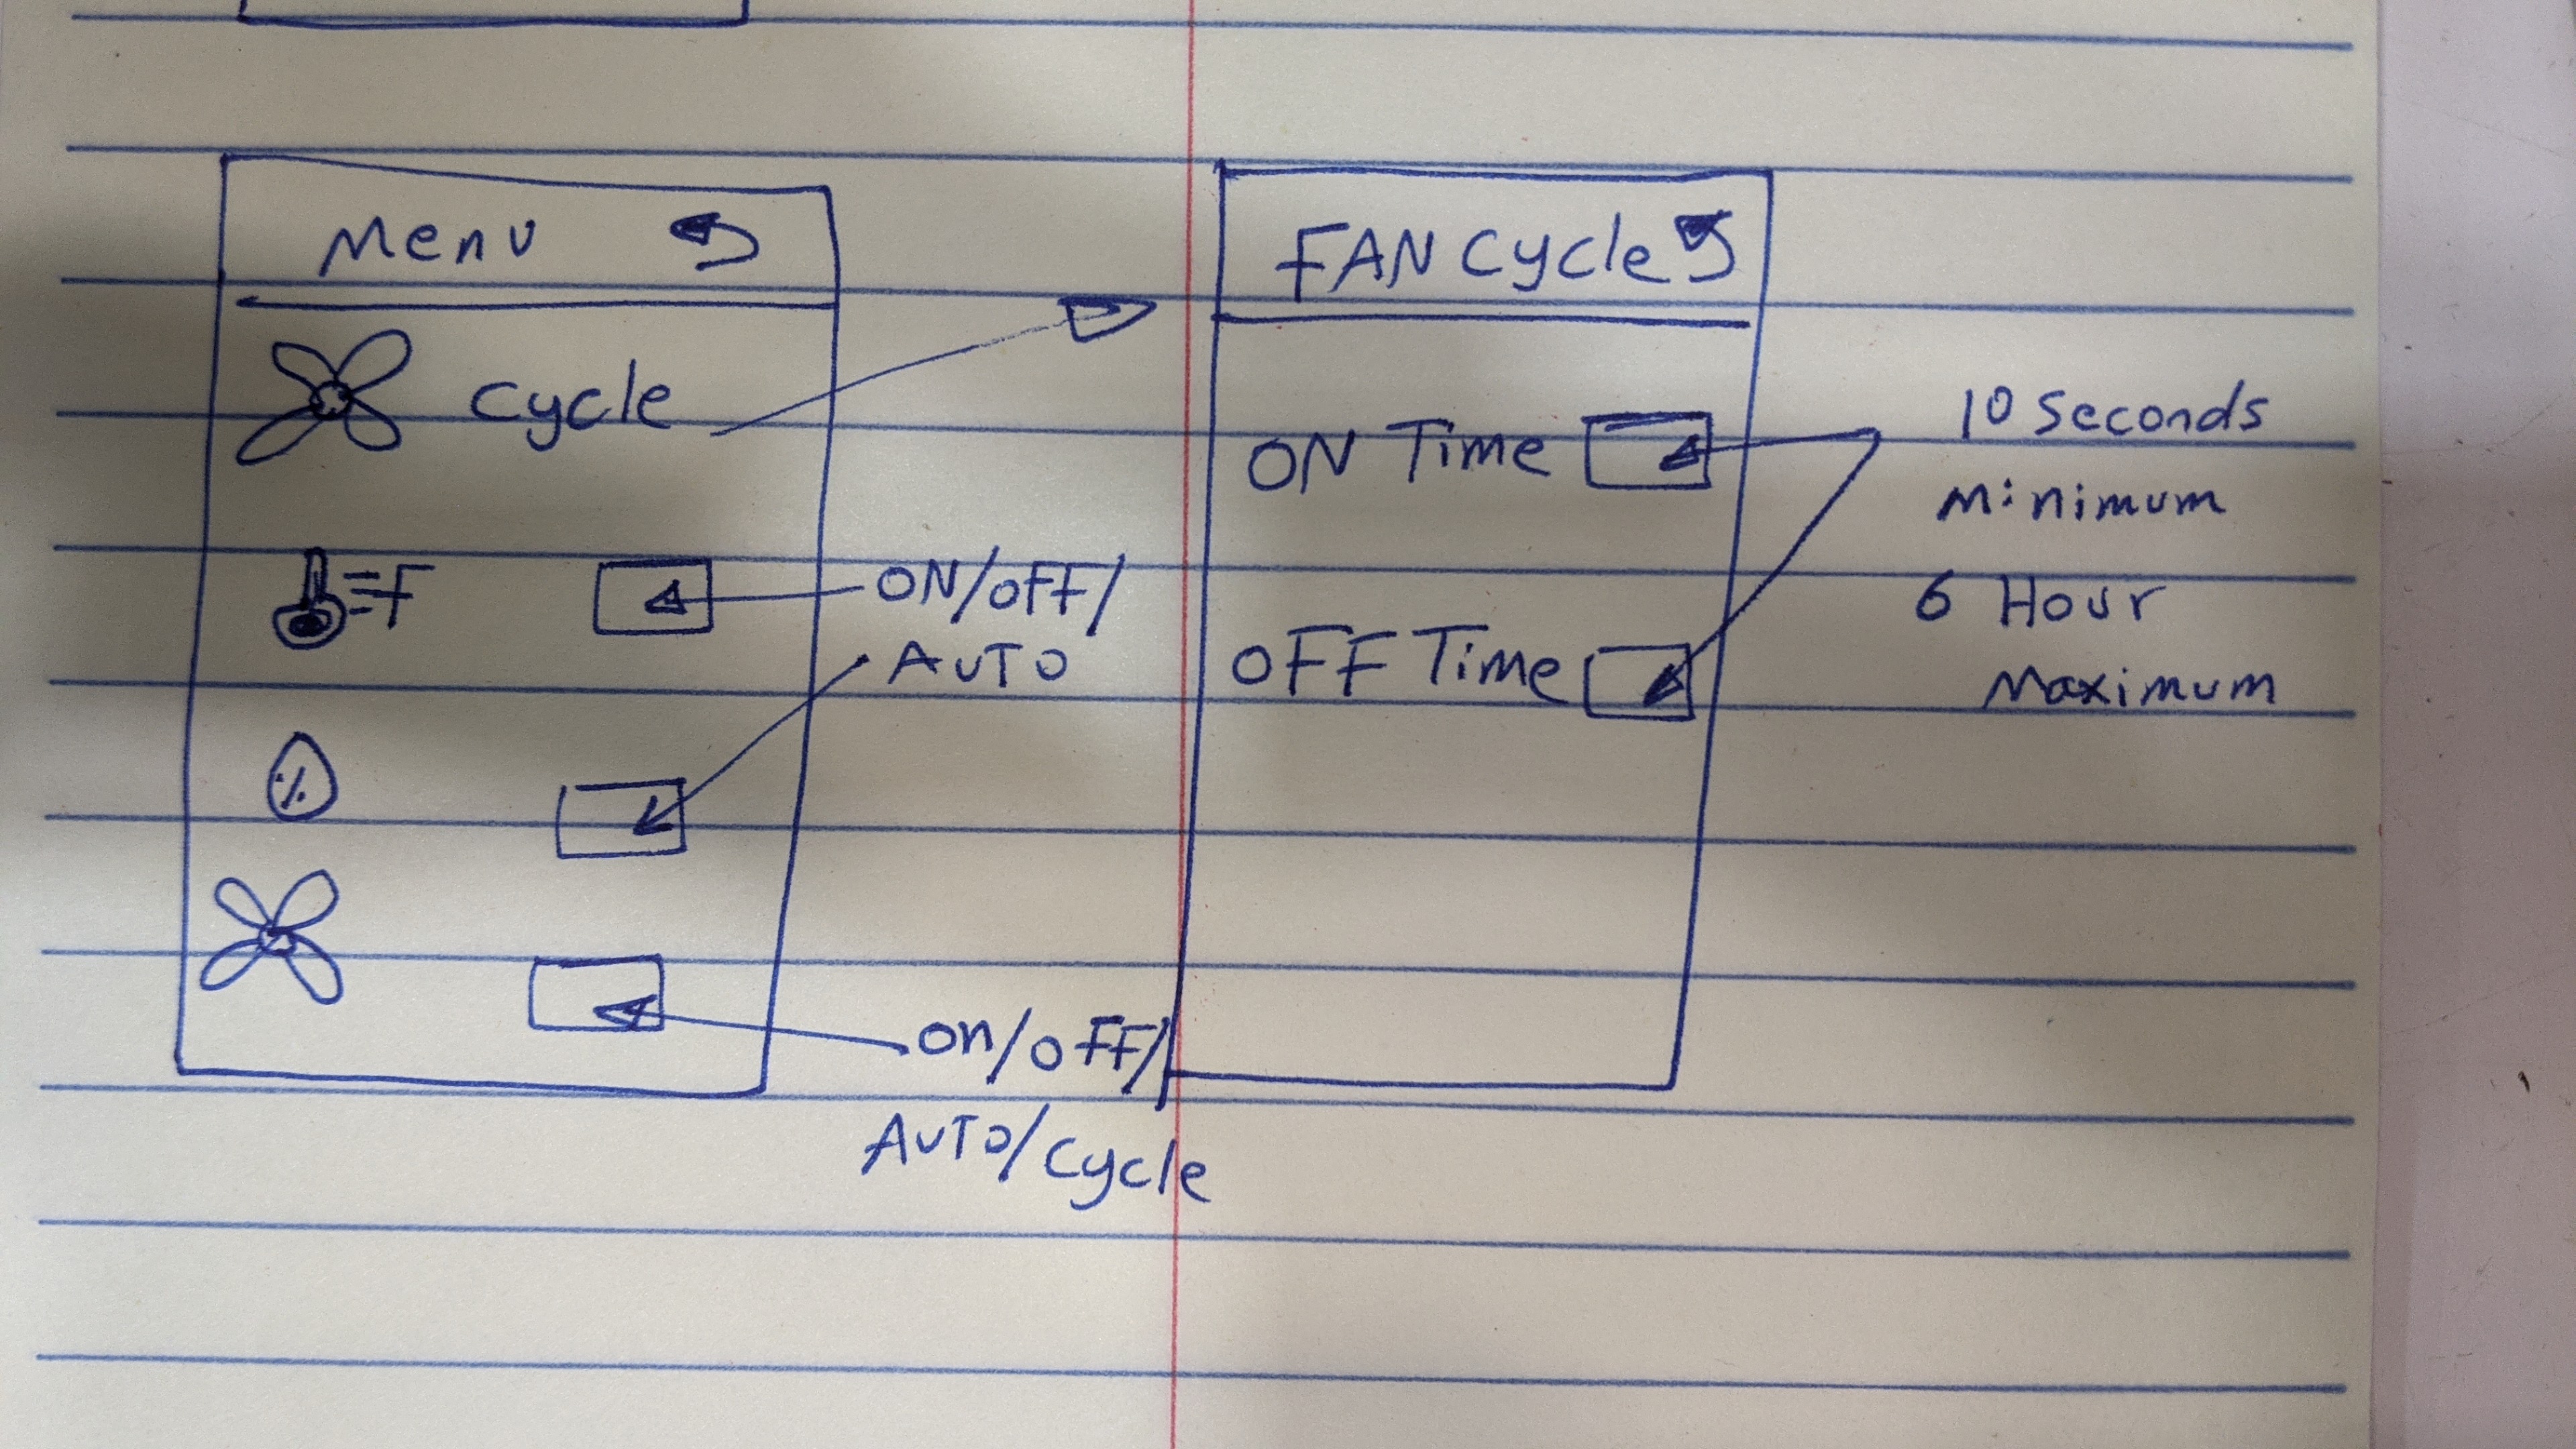 Menu
Cycle
F
%
ON/OFF/
AUTO
on/OFF/
AUTO/cycle
FAN Cycle
ON Time
OFF Time
10 Seconds
Minimum
6 Hour
Maximum